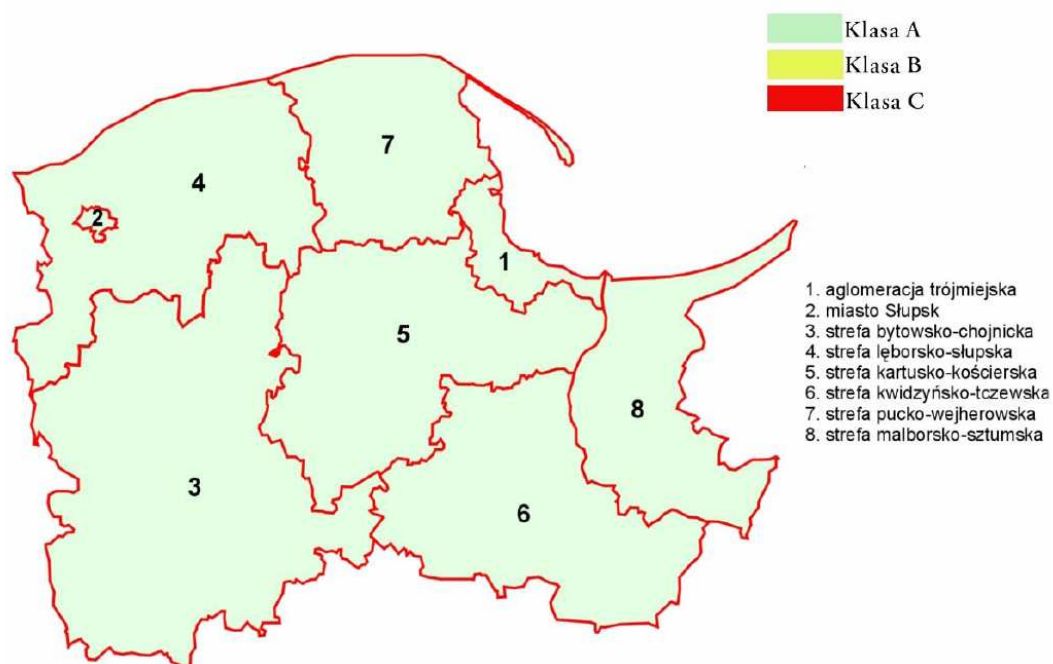 Klasa A
Klasa B
Klasa C
7
4
2
1
5
8
3
6
1. aglomeracja trójmiejska
2. miasto Słupsk
3. strefa bytowsko-chojnicka
4. strefa lęborsko-słupska
5. strefa kartusko-kościerska
6. strefa kwidzyńsko-tczewska
7. strefa pucko-wejherowska
8. strefa malborsko-sztumska